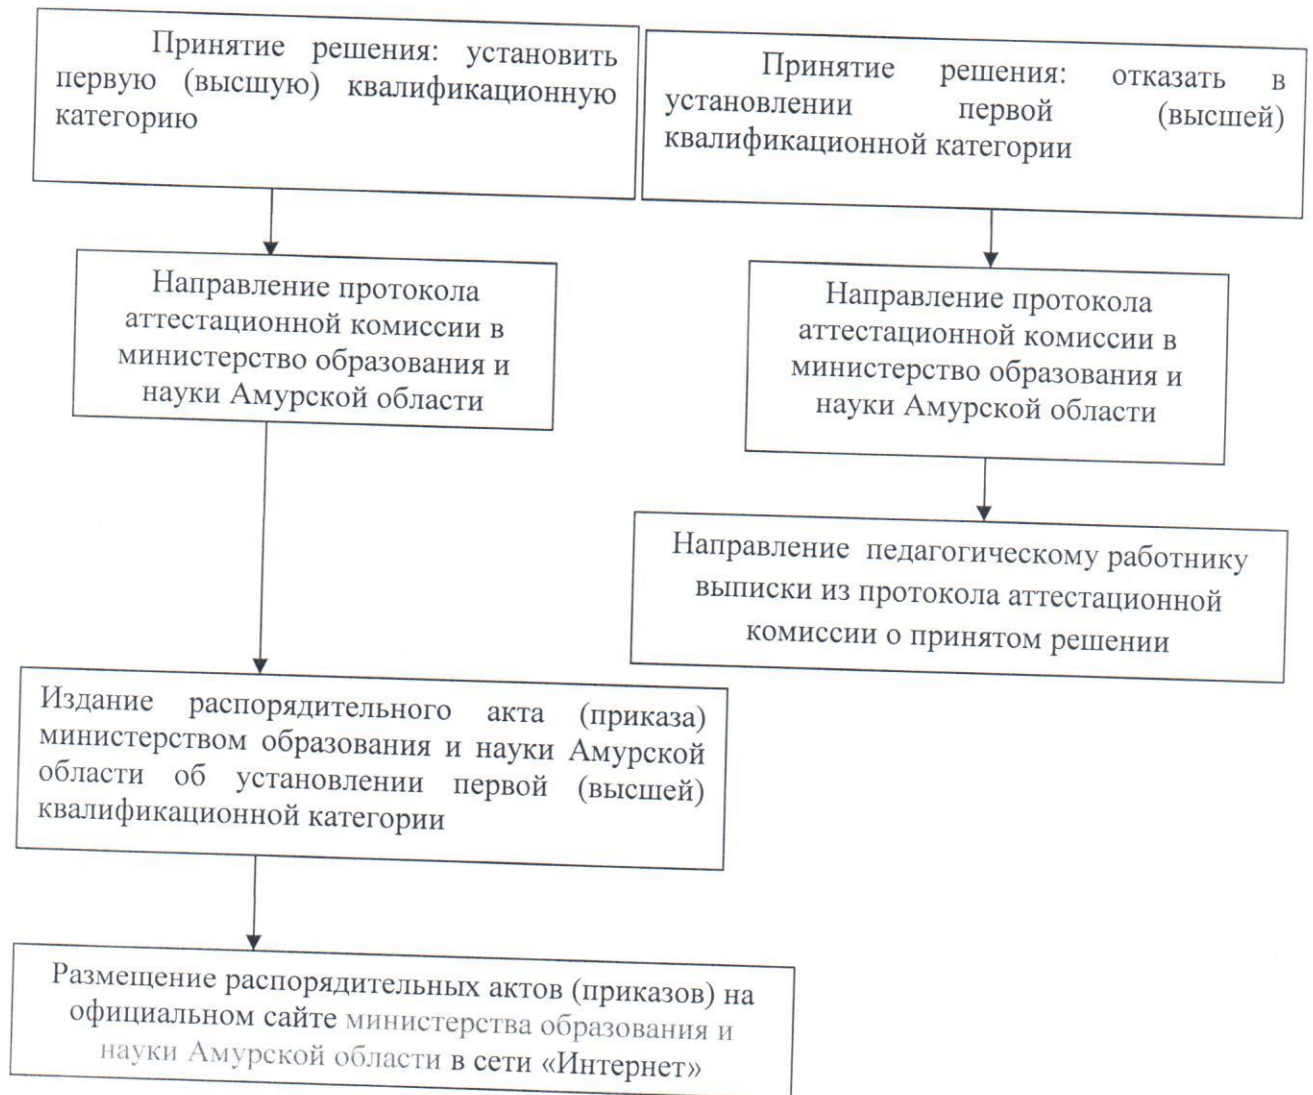 Принятие решения: установить
первую (высшую) квалификационную
категорию
Принятие решения: отказать в
установлении первой (высшей)
квалификационной категории
Направление протокола
аттестационной комиссии в
министерство образования и
науки Амурской области
Направление протокола
аттестационной комиссии в
министерство образования и
науки Амурской области
Направление педагогическому работнику
выписки из протокола аттестационной
комиссии о принятом решении
Издание распорядительного акта (приказа)
министерством образования и науки Амурской
области об установлении первой (высшей)
квалификационной категории
Размещение распорядительных актов (приказов) на
официальном сайте министерства образования и
науки Амурской области в сети «Интернет»